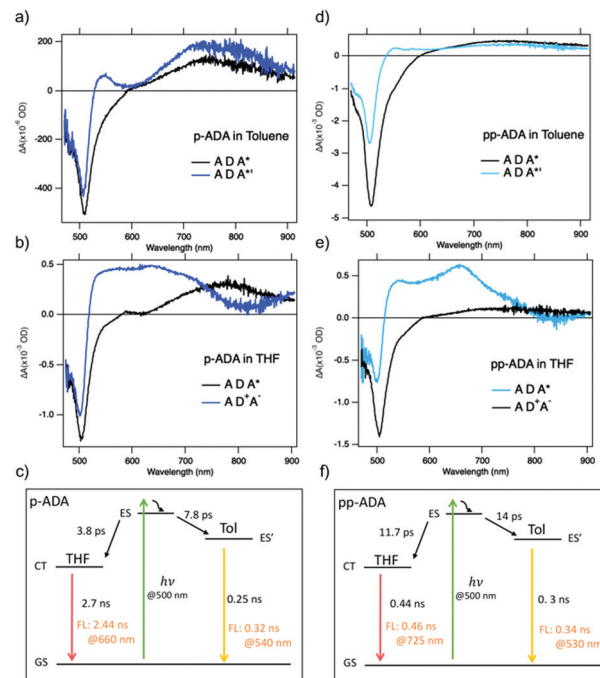 a)
200
0
-200
-400
ΔA(x10⁻⁶ OD)
p-ADA in Toluene
A D A*
A D A*'
500 600 700 800 900
Wavelength (nm)
d)
0
-1
-2
-3
-4
-5
ΔA(x10⁻³ OD)
pp-ADA in Toluene
A D A*
A D A*'
500 600 700 800 900
Wavelength (nm)
b)
0.5
0.0
-0.5
-1.0
ΔA(x10⁻³ OD)
p-ADA in THF
A D A*
A D⁺A⁻
500 600 700 800 900
Wavelength (nm)
e)
0.5
0.0
-0.5
-1.0
-1.5
ΔA(x10⁻³ OD)
pp-ADA in THF
A D A*
A D⁺A⁻
500 600 700 800 900
Wavelength (nm)
c)
p-ADA
ES
7.8 ps
3.8 ps
Tol
ES'
THF
CT
hν
@500 nm
2.7 ns
0.25 ns
FL: 2.44 ns
@660 nm
FL: 0.32 ns
@540 nm
GS
f)
pp-ADA
ES
14 ps
11.7 ps
Tol
ES'
THF
CT
hν
@500 nm
0.44 ns
0. 3 ns
FL: 0.46 ns
@725 nm
FL: 0.34 ns
@530 nm
GS